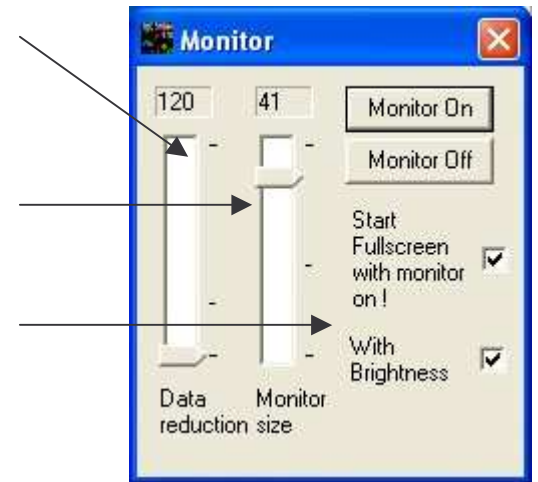 Monitor
120
41
Monitor On
Monitor Off
Start
Fullscreen
with monitor
on !
With
Brightness
Data
reduction
Monitor
size